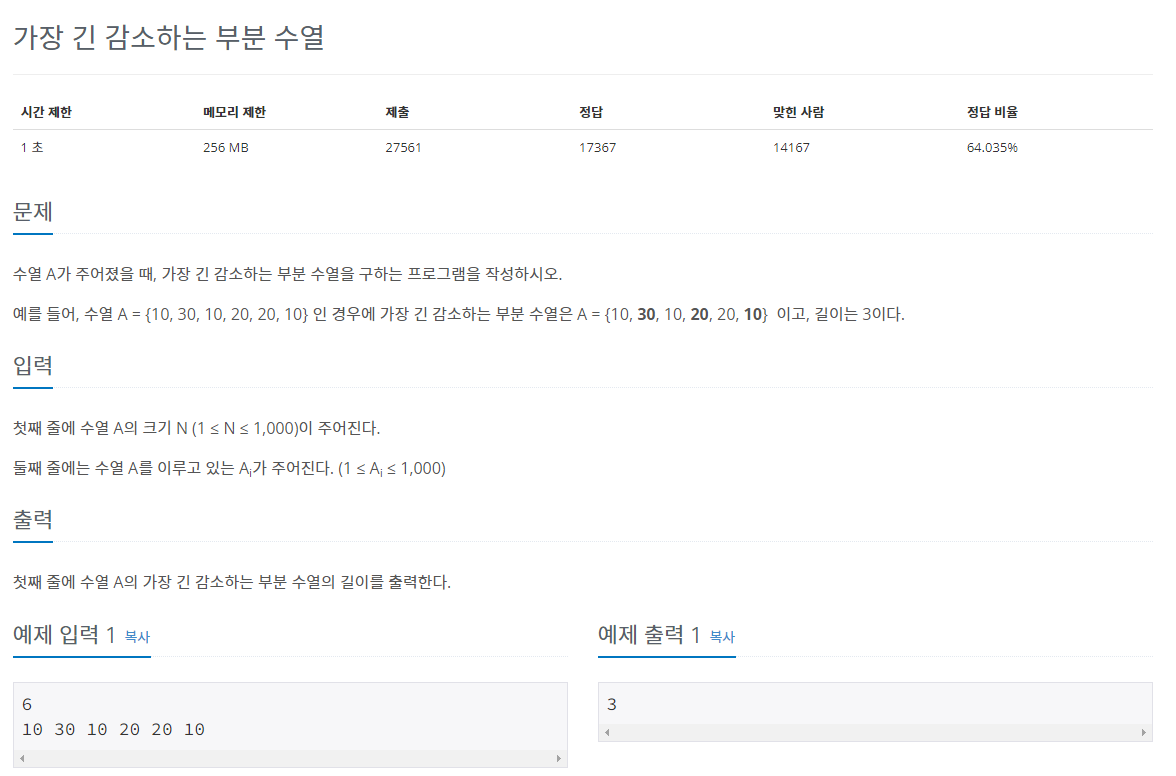 가장 긴 감소하는 부분 수열
시간 제한 메모리 제한 제출 정답 맞힌 사람 정답 비율
1 초 256 MB 27561 17367 14167 64.035%
문제
수열 A가 주어졌을 때, 가장 긴 감소하는 부분 수열을 구하는 프로그램을 작성하시오.
예를 들어, 수열 A = {10, 30, 10, 20, 20, 10} 인 경우에 가장 긴 감소하는 부분 수열은 A = {10, 30, 10, 20, 20, 10} 이고, 길이는 3이다.
입력
첫째 줄에 수열 A의 크기 N (1 ≤ N ≤ 1,000)이 주어진다.
둘째 줄에는 수열 A를 이루고 있는 Ai가 주어진다. (1 ≤ Ai ≤ 1,000)
출력
첫째 줄에 수열 A의 가장 긴 감소하는 부분 수열의 길이를 출력한다.
예제 입력 1 복사
6
10 30 10 20 20 10
예제 출력 1 복사
3